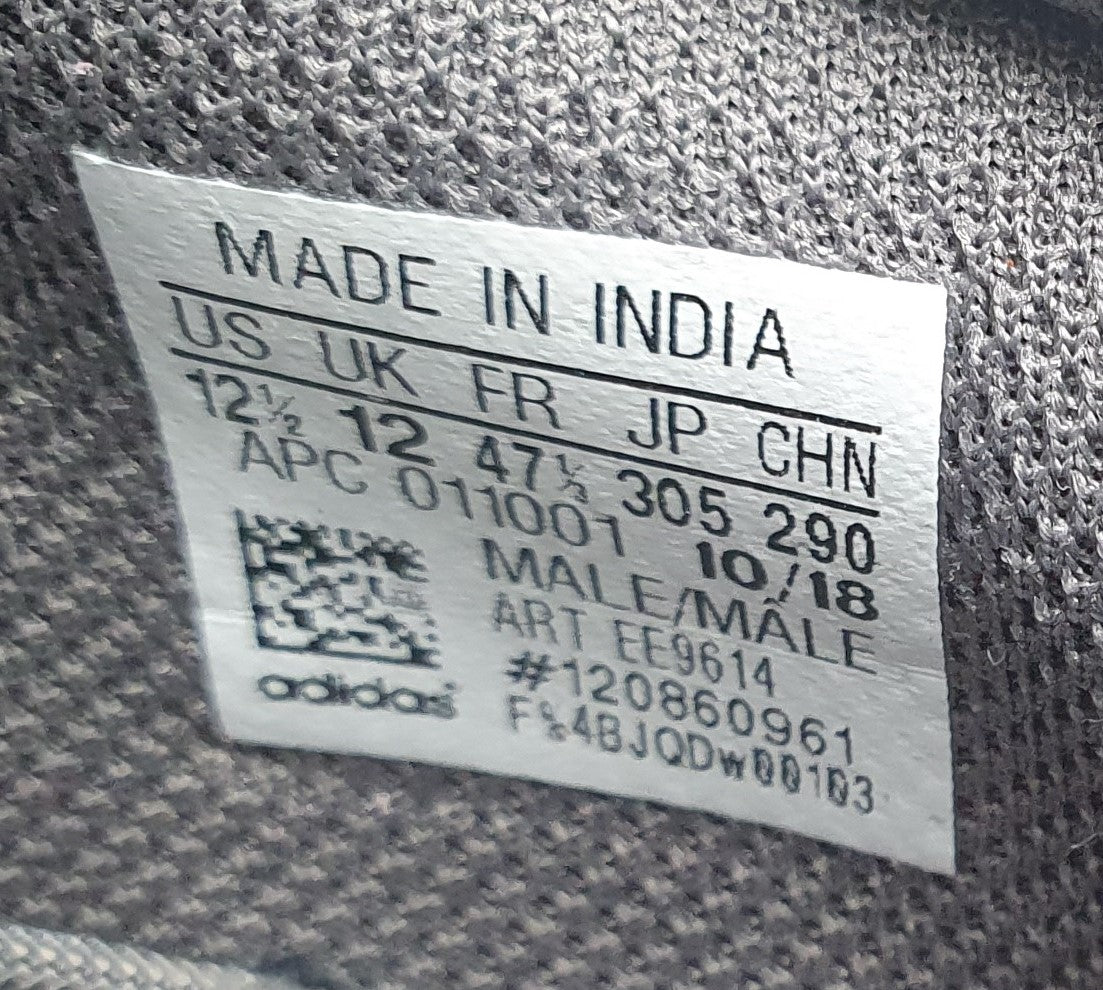 MADE IN INDIA
US UK FR JP CHN
12½ 12 47⅓ 305 290
APC 011001 10/18
MALE/MÂLE
ART EE9614
#120860961
adidas